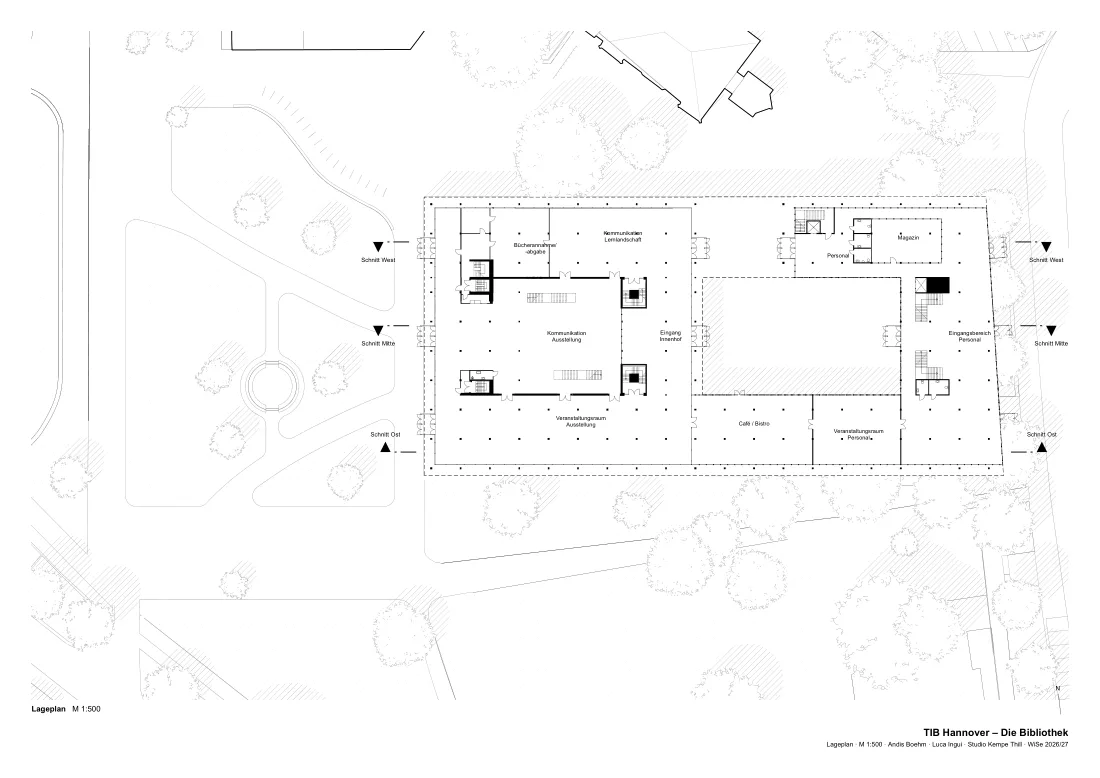 Kommunikation
Lernlandschaft
Bücherannahme/
abgabe
Magazin
Personal
Schnitt West
Schnitt West
Kommunikation
Ausstellung
Eingang
Innenhof
Eingangsbereich
Personal
Schnitt Mitte
Schnitt Mitte
Veranstaltungsraum
Ausstellung
Café / Bistro
Veranstaltungsraum
Personal
Schnitt Ost
Schnitt Ost
N
Lageplan M 1:500
TIB Hannover – Die Bibliothek
Lageplan · M 1:500 · Andis Boehm · Luca Ingui · Studio Kempe Thill · WiSe 2026/27